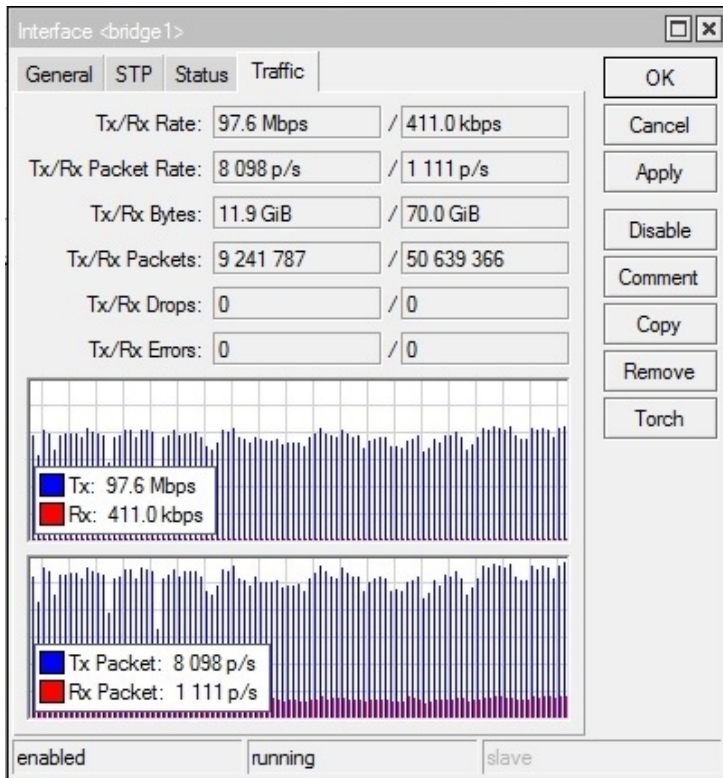 Interface <bridge1>
General STP Status Traffic
OK
Tx/Rx Rate: 97.6 Mbps / 411.0 kbps
Cancel
Tx/Rx Packet Rate: 8 098 p/s / 1 111 p/s
Apply
Tx/Rx Bytes: 11.9 GiB / 70.0 GiB
Disable
Tx/Rx Packets: 9 241 787 / 50 639 366
Comment
Tx/Rx Drops: 0 / 0
Copy
Tx/Rx Errors: 0 / 0
Remove
Torch
Tx: 97.6 Mbps
Rx: 411.0 kbps
Tx Packet: 8 098 p/s
Rx Packet: 1 111 p/s
enabled running slave